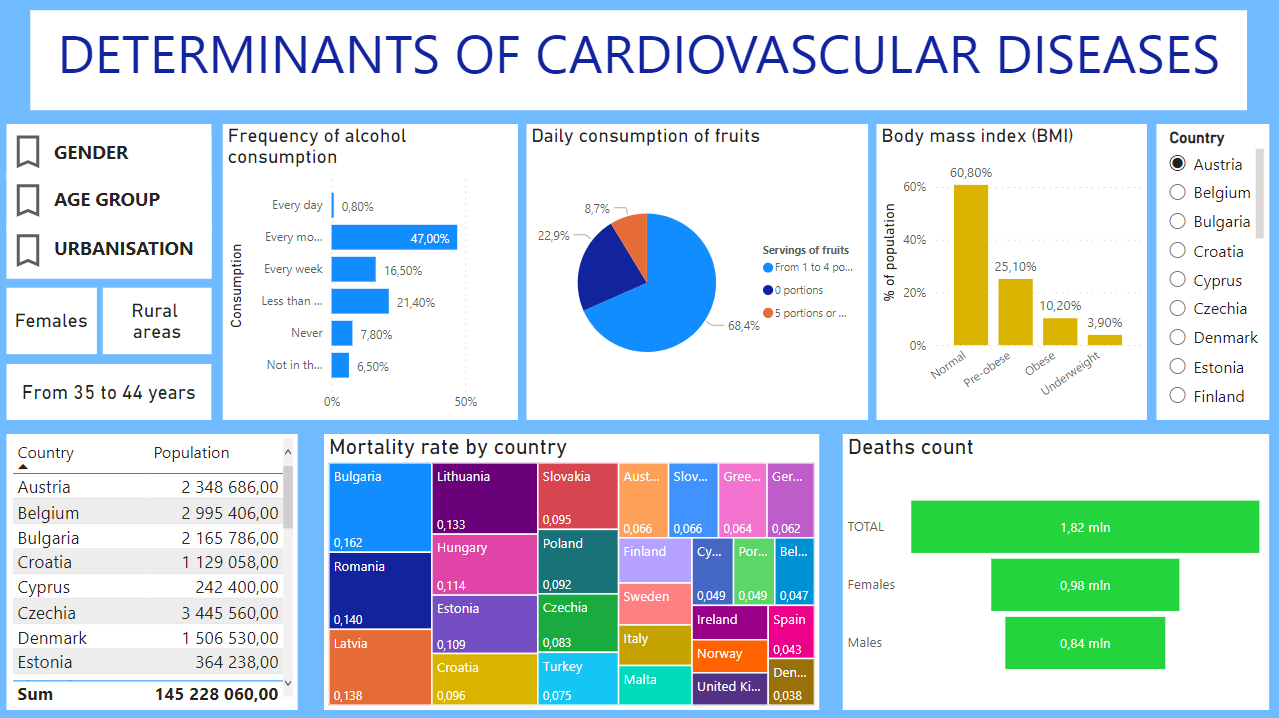 DETERMINANTS OF CARDIOVASCULAR DISEASES
GENDER
AGE GROUP
URBANISATION
Females
Rural
areas
From 35 to 44 years
Frequency of alcohol
consumption
Consumption
Every day
0,80%
Every mo...
47,00%
Every week
16,50%
Less than ...
21,40%
Never
7,80%
Not in th...
6,50%
0%
50%
Daily consumption of fruits
8,7%
22,9%
68,4%
Servings of fruits
From 1 to 4 po...
0 portions
5 portions or ...
Body mass index (BMI)
% of population
60%
40%
20%
0%
60,80%
25,10%
10,20%
3,90%
Normal
Pre-obese
Obese
Underweight
Country
Austria
Belgium
Bulgaria
Croatia
Cyprus
Czechia
Denmark
Estonia
Finland
Country Population
Austria 2 348 686,00
Belgium 2 995 406,00
Bulgaria 2 165 786,00
Croatia 1 129 058,00
Cyprus 242 400,00
Czechia 3 445 560,00
Denmark 1 506 530,00
Estonia 364 238,00
Sum 145 228 060,00
Mortality rate by country
Bulgaria
0,162
Romania
0,140
Latvia
0,138
Lithuania
0,133
Hungary
0,114
Estonia
0,109
Croatia
0,096
Slovakia
0,095
Poland
0,092
Czechia
0,083
Turkey
0,075
Aust...
0,066
Slov...
0,066
Gree...
0,064
Ger...
0,062
Finland
Sweden
Italy
Malta
Cy...
0,049
Por...
0,049
Bel...
0,047
Ireland
Norway
United Ki...
Spain
0,043
Den...
0,038
Deaths count
TOTAL
1,82 mln
Females
0,98 mln
Males
0,84 mln